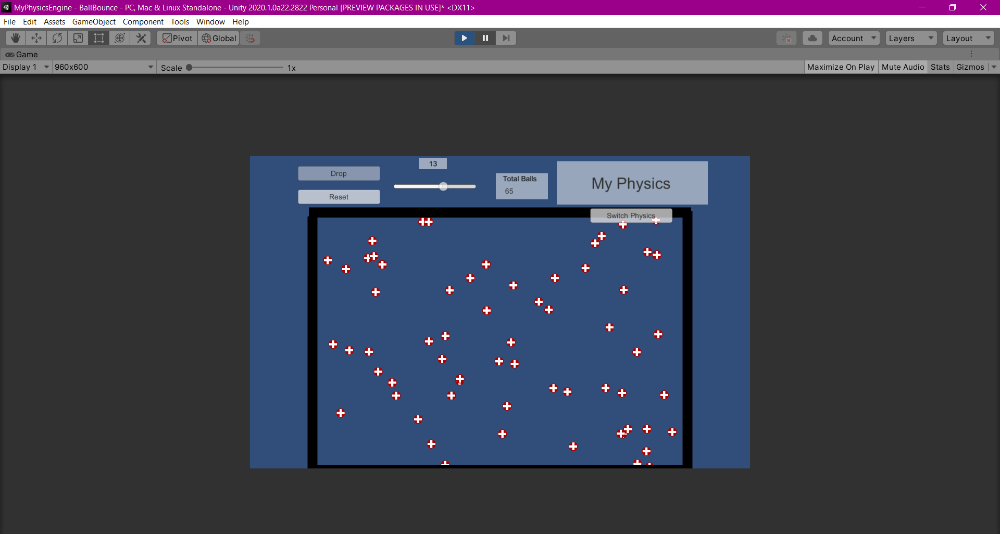 MyPhysicsEngine - BallBounce - PC, Mac & Linux Standalone - Unity 2020.1.0a22.2822 Personal [PREVIEW PACKAGES IN USE]* <DX11>
File Edit Assets GameObject Component Tools Window Help
Pivot Global Account Layers Layout
Game
Display 1 960x600 Scale 1x Maximize On Play Mute Audio Stats Gizmos
13
Drop
Total Balls
My Physics
65
Reset
Switch Physics